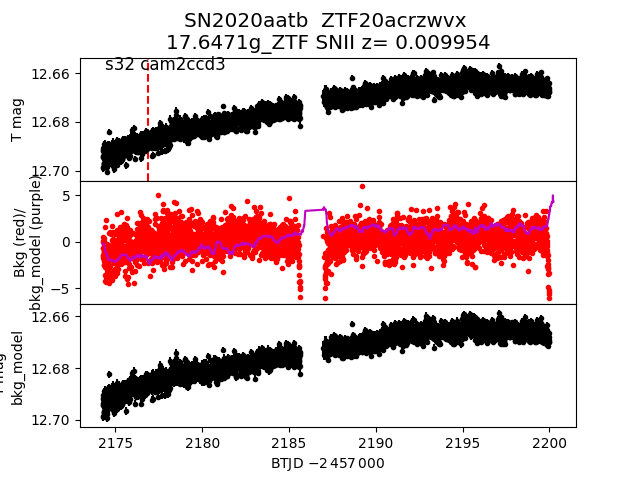 SN2020aatb ZTF20acrzwvx
17.6471g_ZTF SNII z= 0.009954
s32 cam2ccd3
12.66
12.68
12.70
T mag
5
0
−5
Bkg (red)/
bkg_model (purple)
12.66
12.68
12.70
mag
bkg_model
2175
2180
2185
2190
2195
2200
BTJD −2 457 000